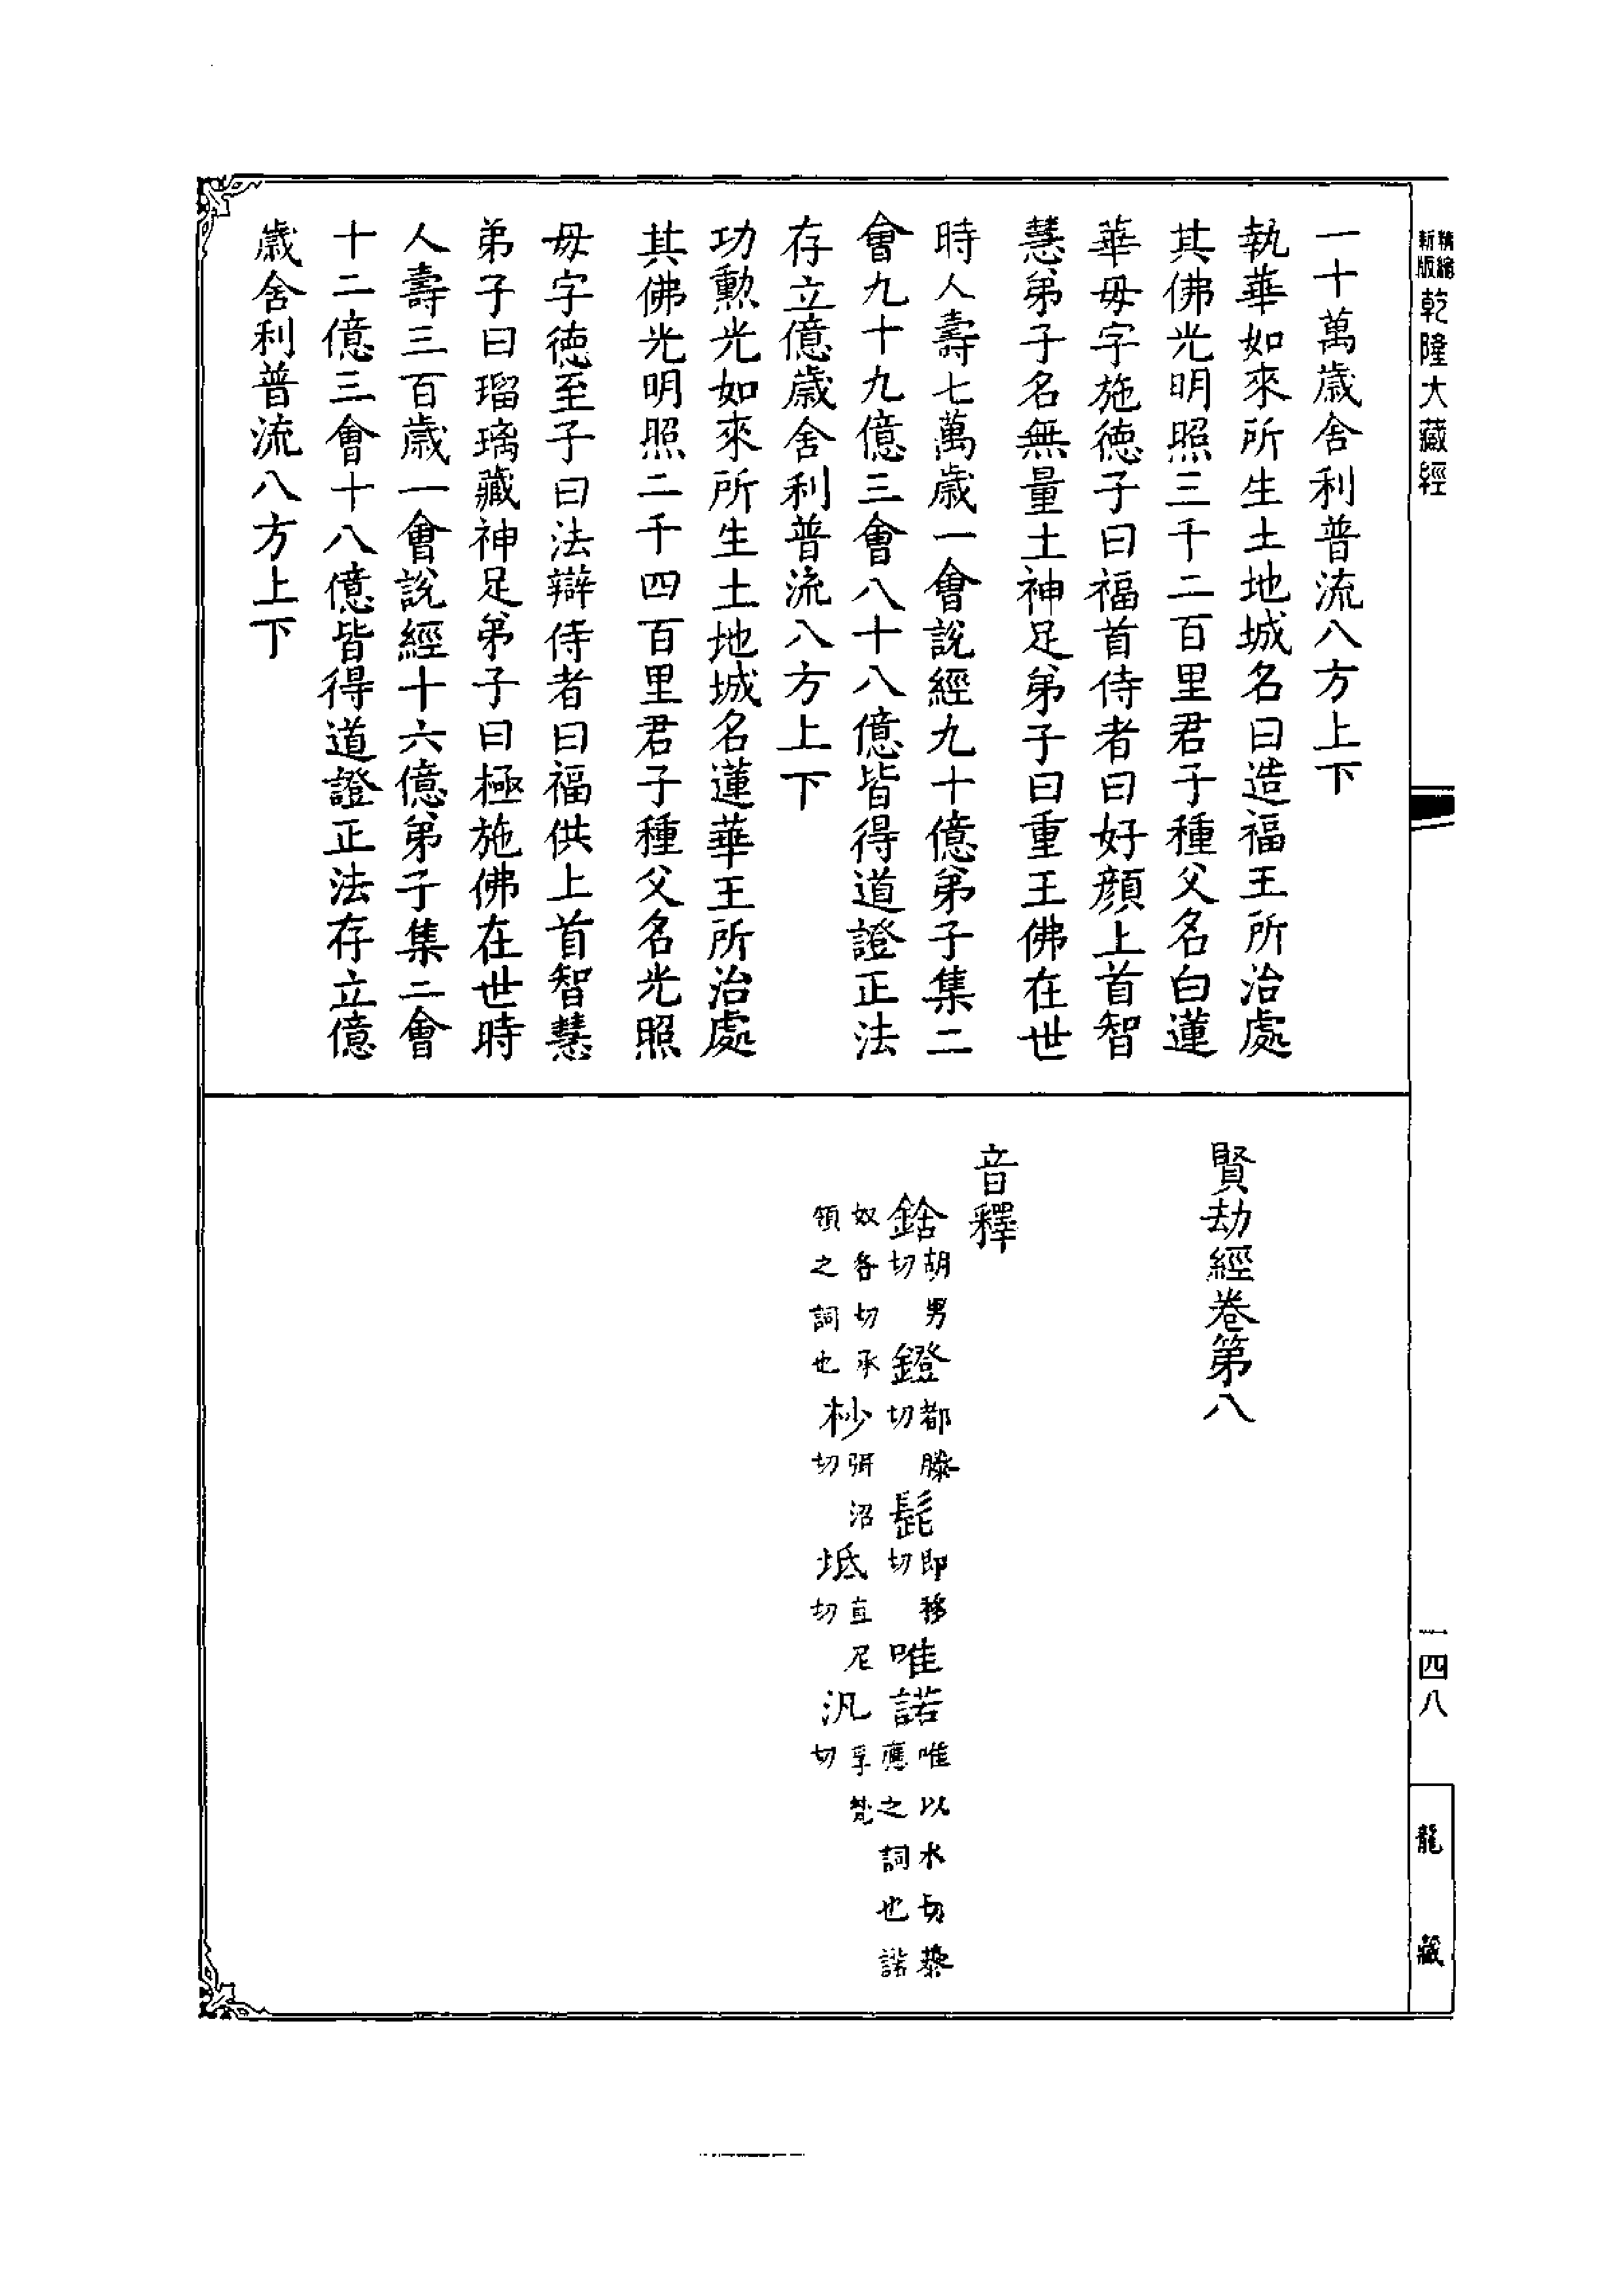 新版
精縮
乾隆大藏經
一四八
龍藏
一十萬歲舍利普流八方上下
執華如來所生土地城名曰造福王所治處
其佛光明照三千二百里君子種父名白蓮
華母字施德子曰福首侍者曰好顏上首智
慧弟子名無量土神足弟子曰重王佛在世
時人壽七萬歲一會說經九十億弟子集二
會九十九億三會八十八億皆得道證正法
存立億歲舍利普流八方上下
功勲光如來所生土地城名蓮華王所治處
其佛光明照二千四百里君子種父名光照
母字德至子曰法辯侍者曰福供上首智慧
弟子曰瑠璃藏神足弟子曰極施佛在世時
人壽三百歲一會說經十六億弟子集二會
十二億三會十八億皆得道證正法存立億
歲舍利普流八方上下
賢劫經卷第八
音釋
鋡胡男切 鐙都滕切 髭即移切 唯諾唯以水切恭應之詞也諾
奴各切承領之詞也 杪弭沼切 坻直尼切 汎孚梵切